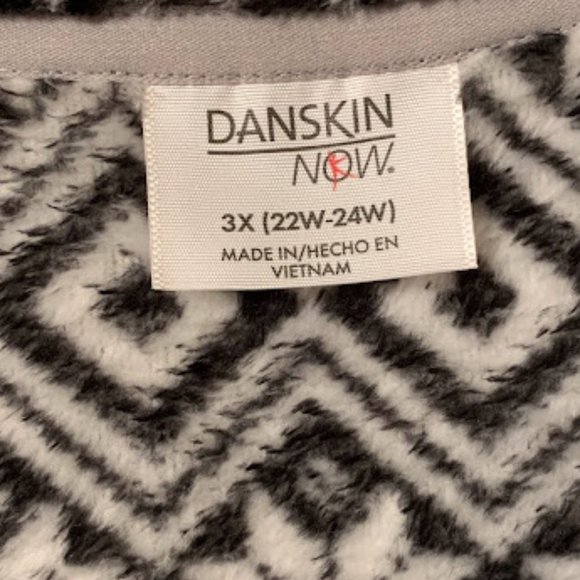 DANSKIN
NOW.
3X (22W-24W)
MADE IN/HECHO EN
VIETNAM